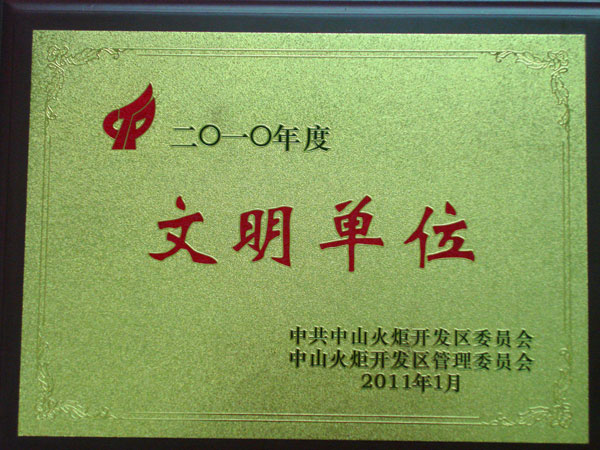 二〇一〇年度
文明单位
中共中山火炬开发区委员会
中山火炬开发区管理委员会
2011年1月